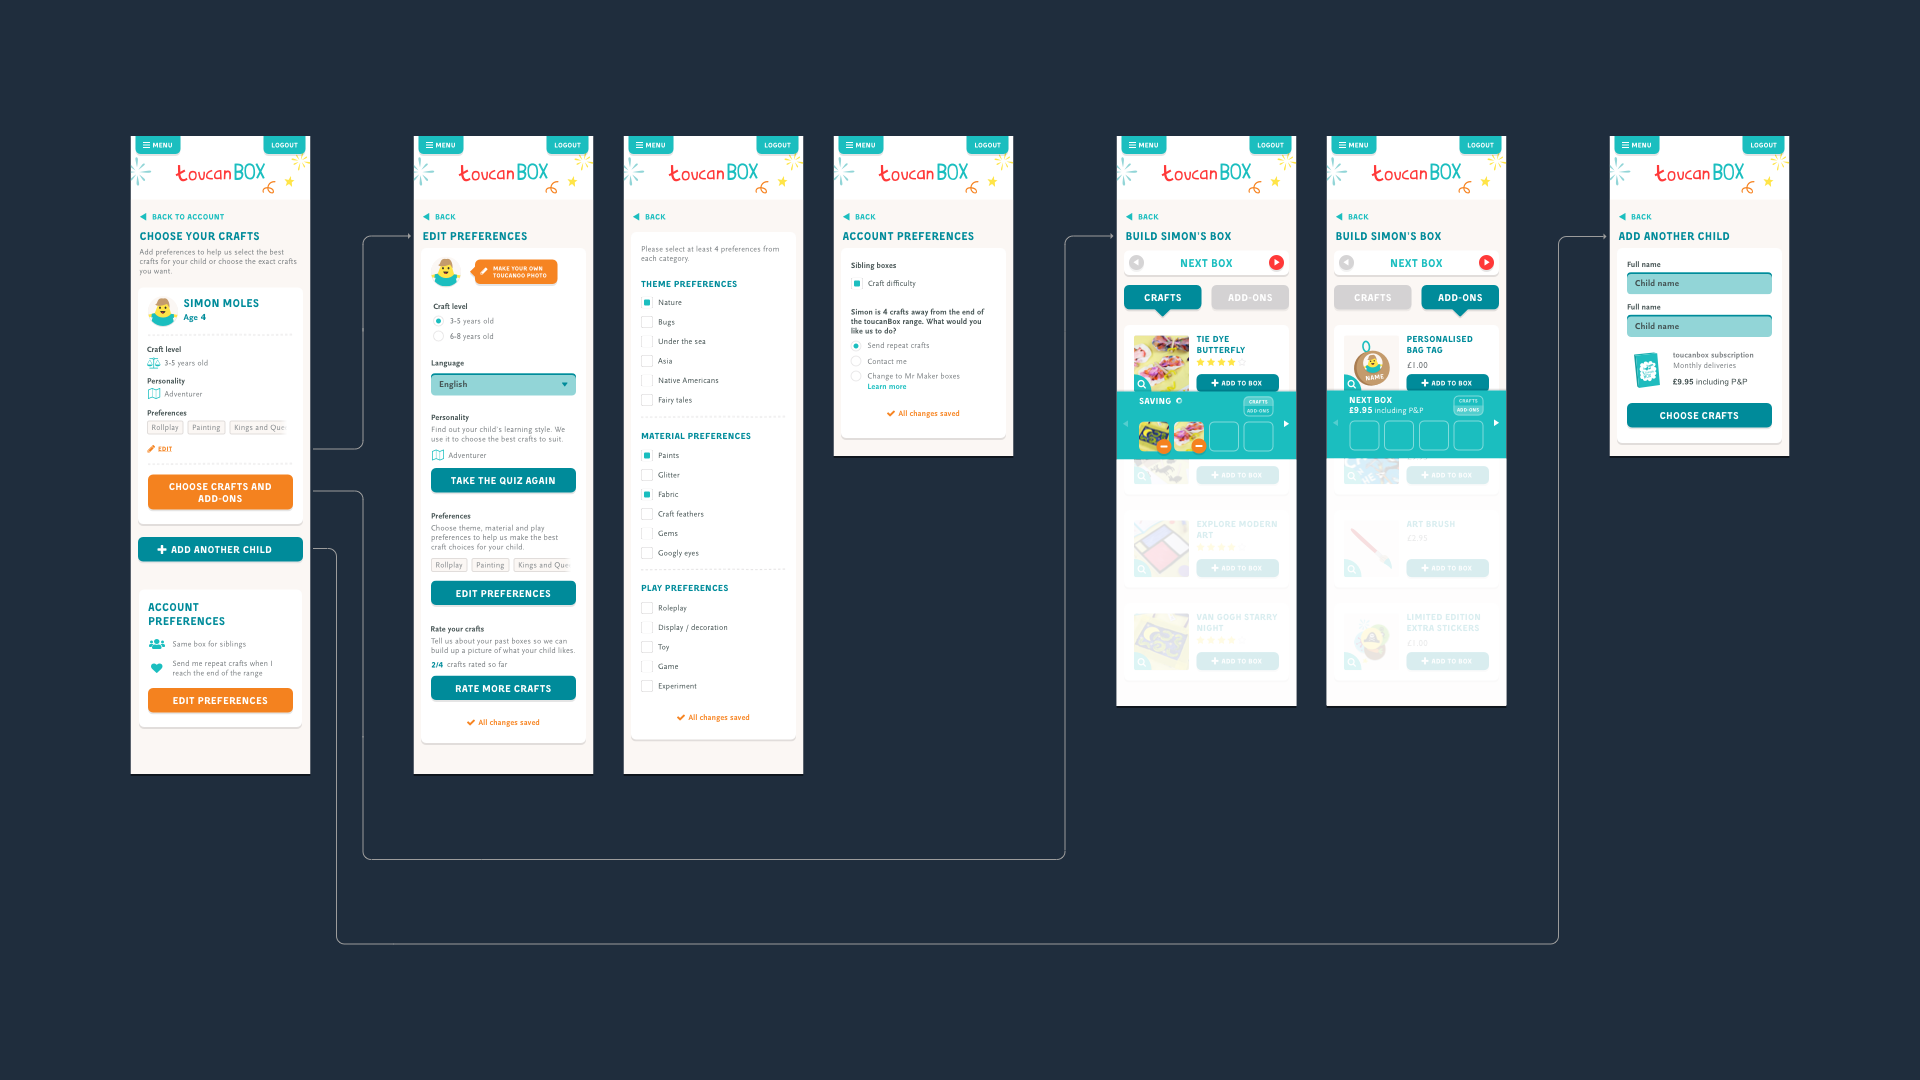 MENU
LOGOUT
toucanBOX
BACK TO ACCOUNT
CHOOSE YOUR CRAFTS
Add preferences to help us select the best
crafts for your child or choose the exact crafts
you want.
SIMON MOLES
Age 4
Craft level
3-5 years old
Personality
Adventurer
Preferences
Rollplay
Painting
Kings and Que
EDIT
CHOOSE CRAFTS AND
ADD-ONS
ADD ANOTHER CHILD
ACCOUNT
PREFERENCES
Same box for siblings
Send me repeat crafts when I
reach the end of the range
EDIT PREFERENCES
MENU
LOGOUT
toucanBOX
BACK
EDIT PREFERENCES
MAKE YOUR OWN
TOUCANOO PHOTO
Craft level
3-5 years old
6-8 years old
Language
English
Personality
Find out your child's learning style. We
use it to choose the best crafts to suit.
Adventurer
TAKE THE QUIZ AGAIN
Preferences
Choose theme, material and play
preferences to help us make the best
craft choices for your child.
Rollplay
Painting
Kings and Que
EDIT PREFERENCES
Rate your crafts
Tell us about your past boxes so we can
build up a picture of what your child likes.
2/4 crafts rated so far
RATE MORE CRAFTS
All changes saved
MENU
LOGOUT
toucanBOX
BACK
Please select at least 4 preferences from
each category.
THEME PREFERENCES
Nature
Bugs
Under the sea
Asia
Native Americans
Fairy tales
MATERIAL PREFERENCES
Paints
Glitter
Fabric
Craft feathers
Gems
Googly eyes
PLAY PREFERENCES
Roleplay
Display / decoration
Toy
Game
Experiment
All changes saved
MENU
LOGOUT
toucanBOX
BACK
ACCOUNT PREFERENCES
Sibling boxes
Craft difficulty
Simon is 4 crafts away from the end of
the toucanBox range. What would you
like us to do?
Send repeat crafts
Contact me
Change to Mr Maker boxes
Learn more
All changes saved
MENU
LOGOUT
toucanBOX
BACK
BUILD SIMON'S BOX
NEXT BOX
CRAFTS
ADD-ONS
TIE DYE
BUTTERFLY
ADD TO BOX
SAVING
CRAFTS
ADD-ONS
ADD TO BOX
EXPLORE MODERN
ART
ADD TO BOX
VAN GOGH STARRY
NIGHT
ADD TO BOX
MENU
LOGOUT
toucanBOX
BACK
BUILD SIMON'S BOX
NEXT BOX
CRAFTS
ADD-ONS
PERSONALISED
BAG TAG
£1.00
NAME
ADD TO BOX
NEXT BOX
£9.95 including P&P
CRAFTS
ADD-ONS
ADD TO BOX
ART BRUSH
£2.95
ADD TO BOX
LIMITED EDITION
EXTRA STICKERS
£1.00
ADD TO BOX
MENU
LOGOUT
toucanBOX
BACK
ADD ANOTHER CHILD
Full name
Child name
Full name
Child name
toucanbox subscription
Monthly deliveries
£9.95 including P&P
CHOOSE CRAFTS